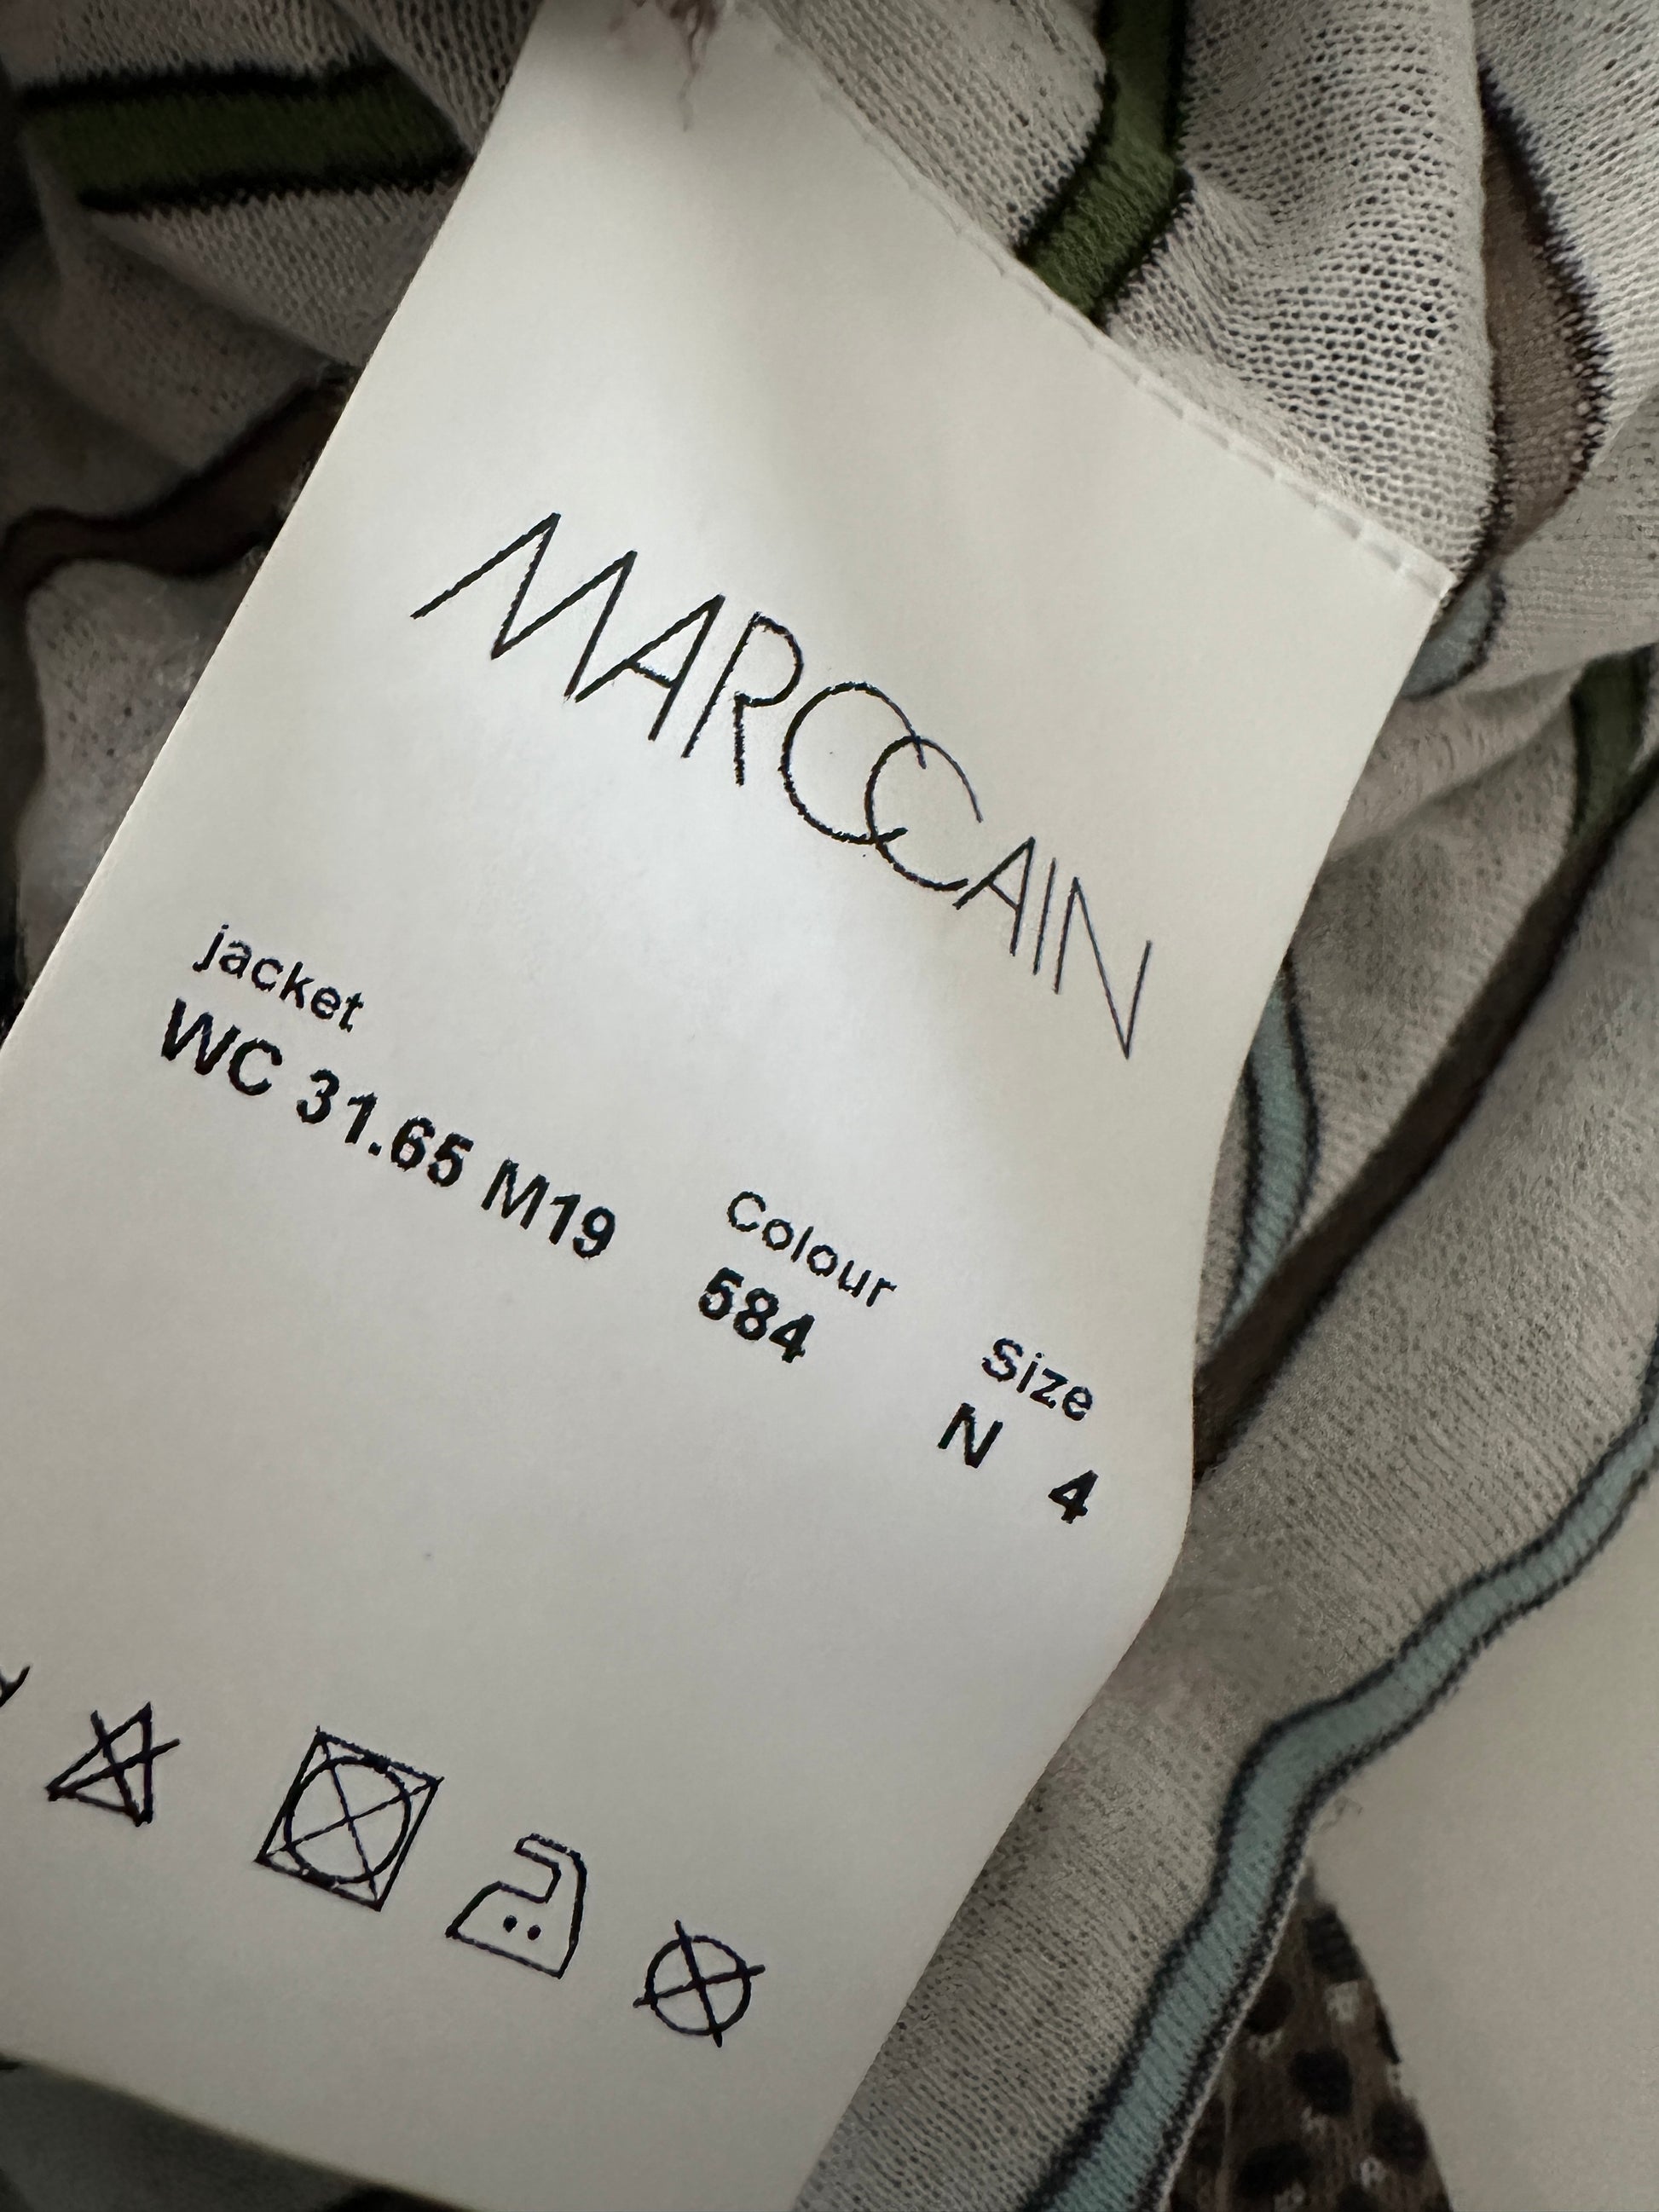 MARCCAIN
jacket
WC 31.65 M19
Colour
584
Size
N 4